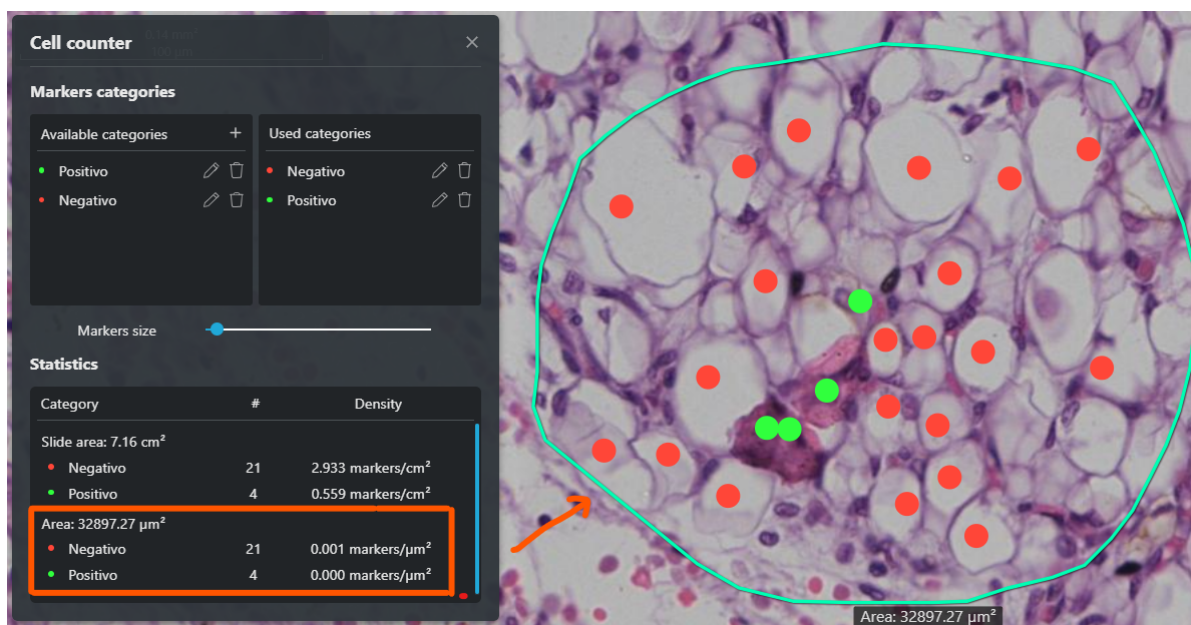 Cell counter
Markers categories
Available categories +
Positivo
Negativo
Used categories
Negativo
Positivo
Markers size
Statistics
Category # Density
Slide area: 7.16 cm²
Negativo 21 2.933 markers/cm²
Positivo 4 0.559 markers/cm²
Area: 32897.27 µm²
Negativo 21 0.001 markers/µm²
Positivo 4 0.000 markers/µm²
Area: 32897.27 µm²